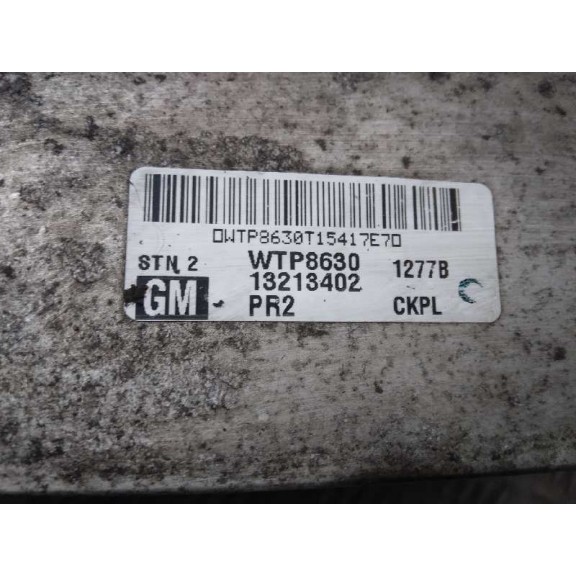 0WTP8630T15417E70
STN 2 WTP8630 1277B
GM 13213402
PR2 CKPL